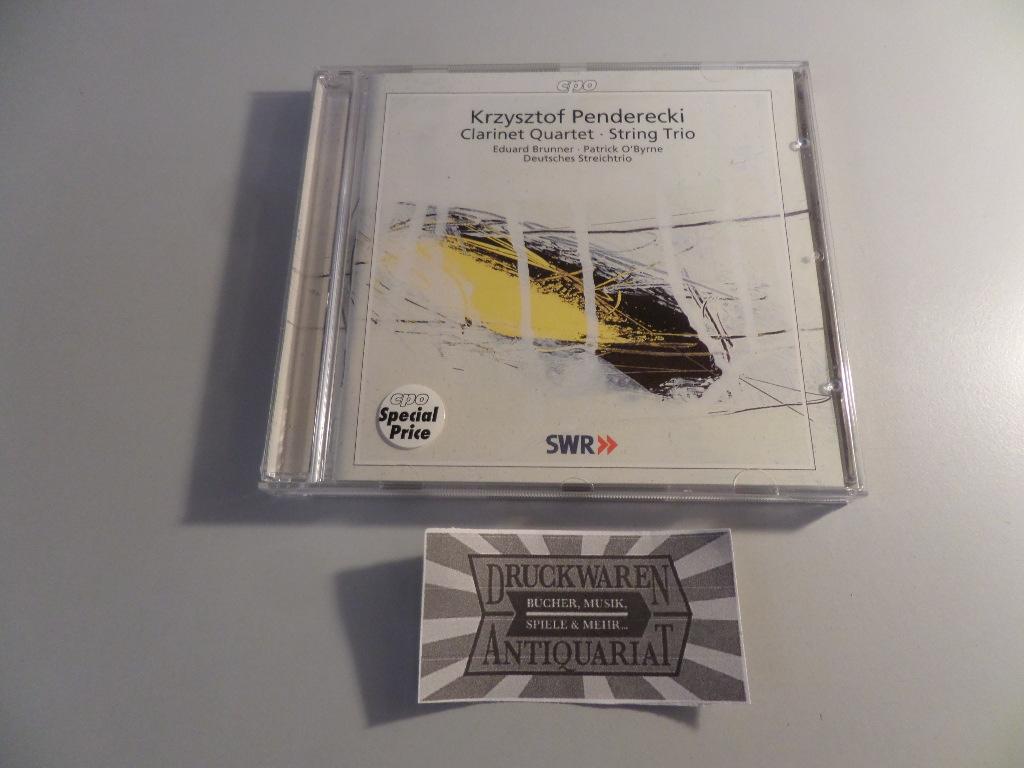 cpo
Krzysztof Penderecki
Clarinet Quartet · String Trio
Eduard Brunner · Patrick O'Byrne
Deutsches Streichtrio
cpo
Special
Price
SWR
DRUCKWAREN
BÜCHER, MUSIK,
SPIELE & MEHR...
ANTIQUARIAT